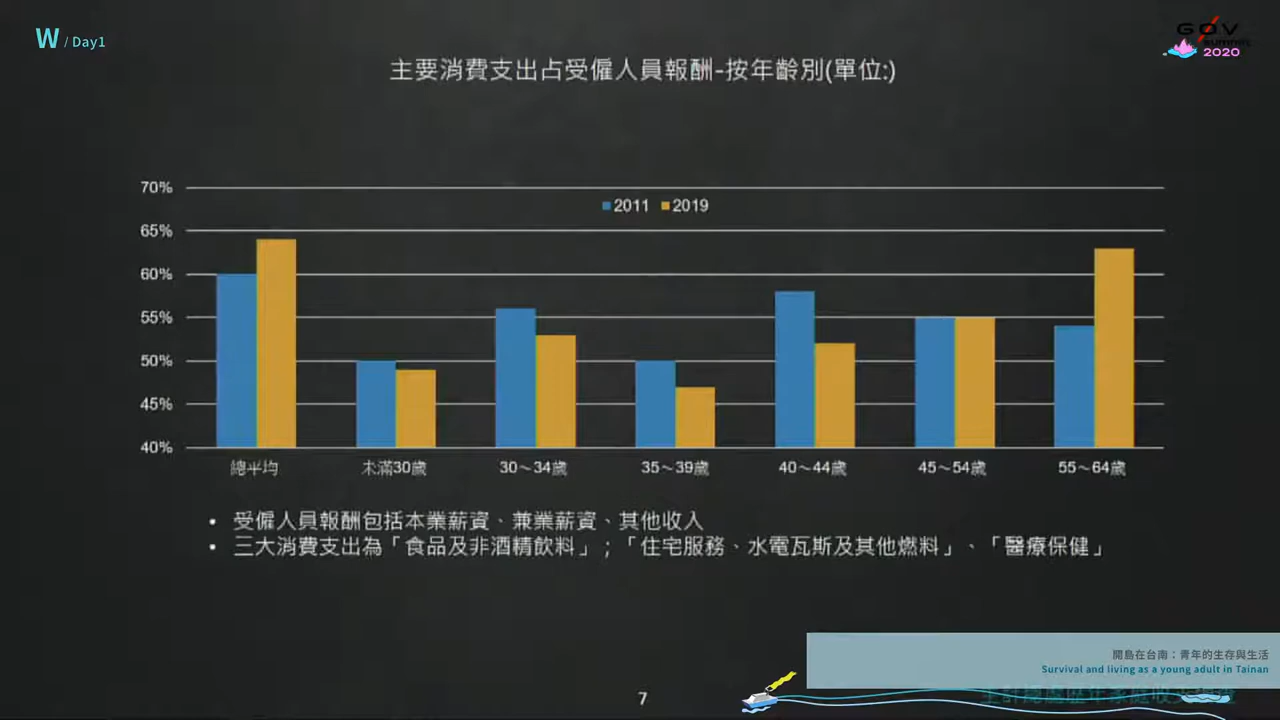 W / Day1
GOV
SUMMIT
2020
主要消費支出占受僱人員報酬-按年齡別(單位:)
70%
2011 2019
65%
60%
55%
50%
45%
40%
總平均 未滿30歲 30～34歲 35～39歲 40～44歲 45～54歲 55～64歲
• 受僱人員報酬包括本業薪資、兼業薪資、其他收入
• 三大消費支出為「食品及非酒精飲料」;「住宅服務、水電瓦斯及其他燃料」、「醫療保健」
開島在台南：青年的生存與生活
Survival and living as a young adult in Tainan
7